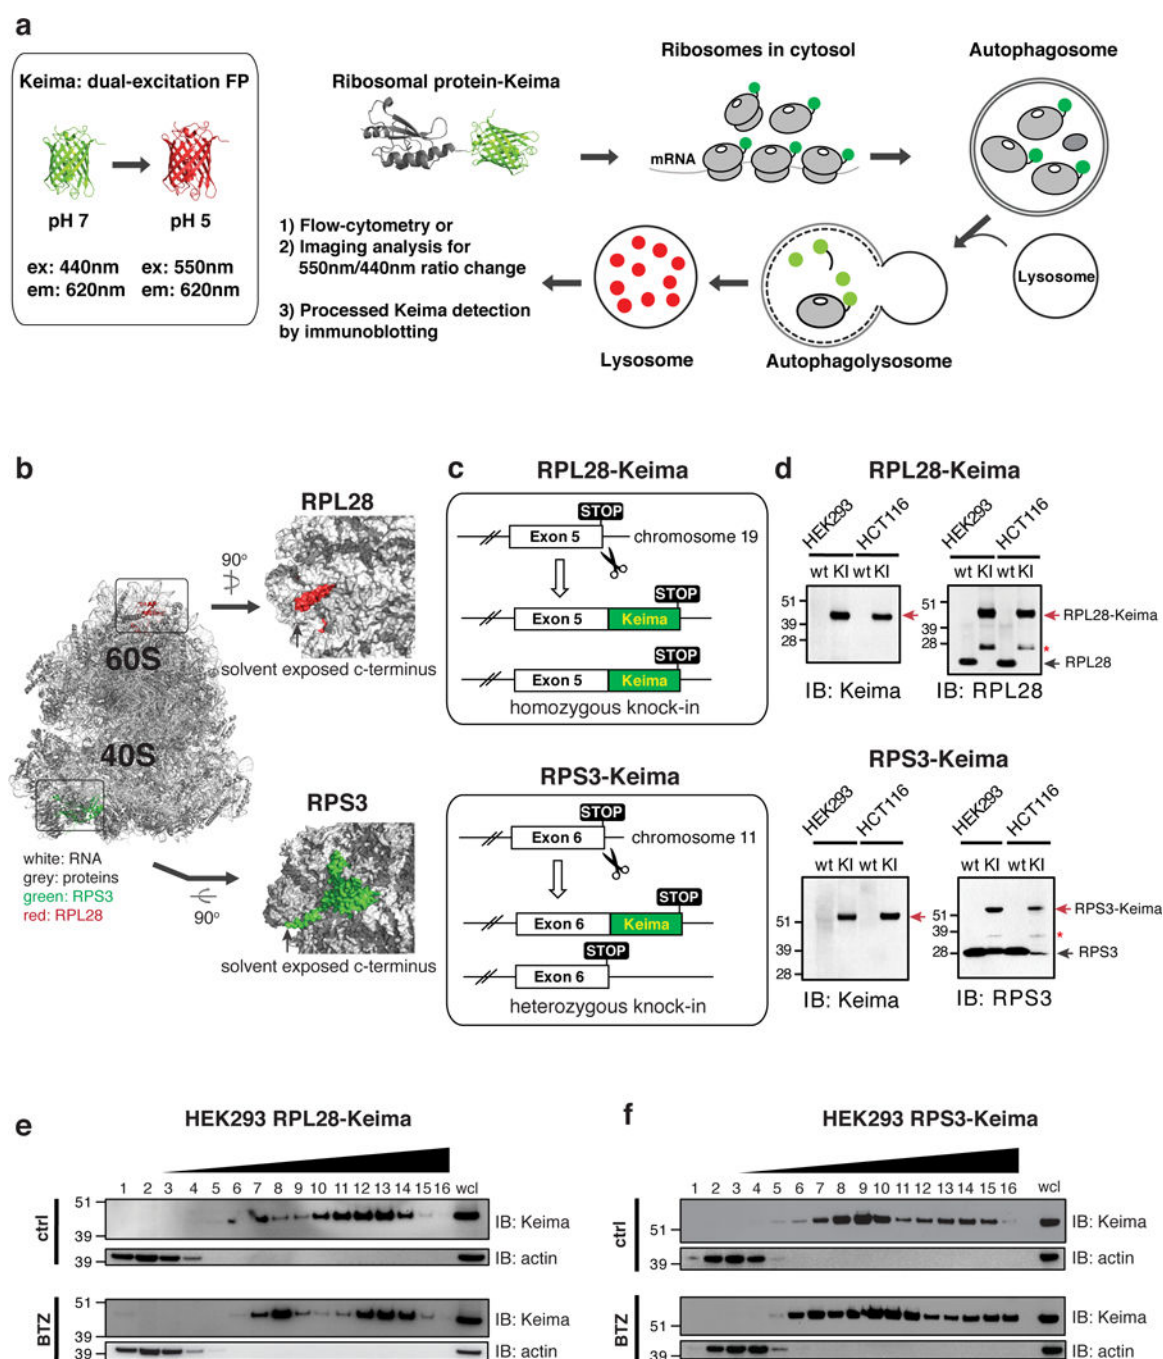 a
Keima: dual-excitation FP
pH 7
pH 5
ex: 440nm
ex: 550nm
em: 620nm
em: 620nm
Ribosomal protein-Keima
Ribosomes in cytosol
mRNA
Autophagosome
1) Flow-cytometry or
2) Imaging analysis for
550nm/440nm ratio change
3) Processed Keima detection
by immunoblotting
Lysosome
Autophagolysosome
Lysosome
b
60S
40S
white: RNA
grey: proteins
green: RPS3
red: RPL28
90°
RPL28
solvent exposed c-terminus
90°
RPS3
solvent exposed c-terminus
c
RPL28-Keima
STOP
Exon 5
chromosome 19
STOP
Exon 5
Keima
STOP
Exon 5
Keima
homozygous knock-in
RPS3-Keima
STOP
Exon 6
chromosome 11
STOP
Exon 6
Keima
STOP
Exon 6
heterozygous knock-in
d
RPL28-Keima
HEK293
HCT116
wt KI wt KI
51
39
28
IB: Keima
HEK293
HCT116
wt KI wt KI
51
39
28
RPL28-Keima
*
RPL28
IB: RPL28
RPS3-Keima
HEK293
HCT116
wt KI wt KI
51
39
28
IB: Keima
HEK293
HCT116
wt KI wt KI
51
39
28
RPS3-Keima
*
RPS3
IB: RPS3
e
HEK293 RPL28-Keima
1 2 3 4 5 6 7 8 9 10 11 12 13 14 15 16 wcl
ctrl
51
39
IB: Keima
39
IB: actin
BTZ
51
39
IB: Keima
39
IB: actin
f
HEK293 RPS3-Keima
1 2 3 4 5 6 7 8 9 10 11 12 13 14 15 16 wcl
ctrl
51
IB: Keima
39
IB: actin
BTZ
51
IB: Keima
39
IB: actin